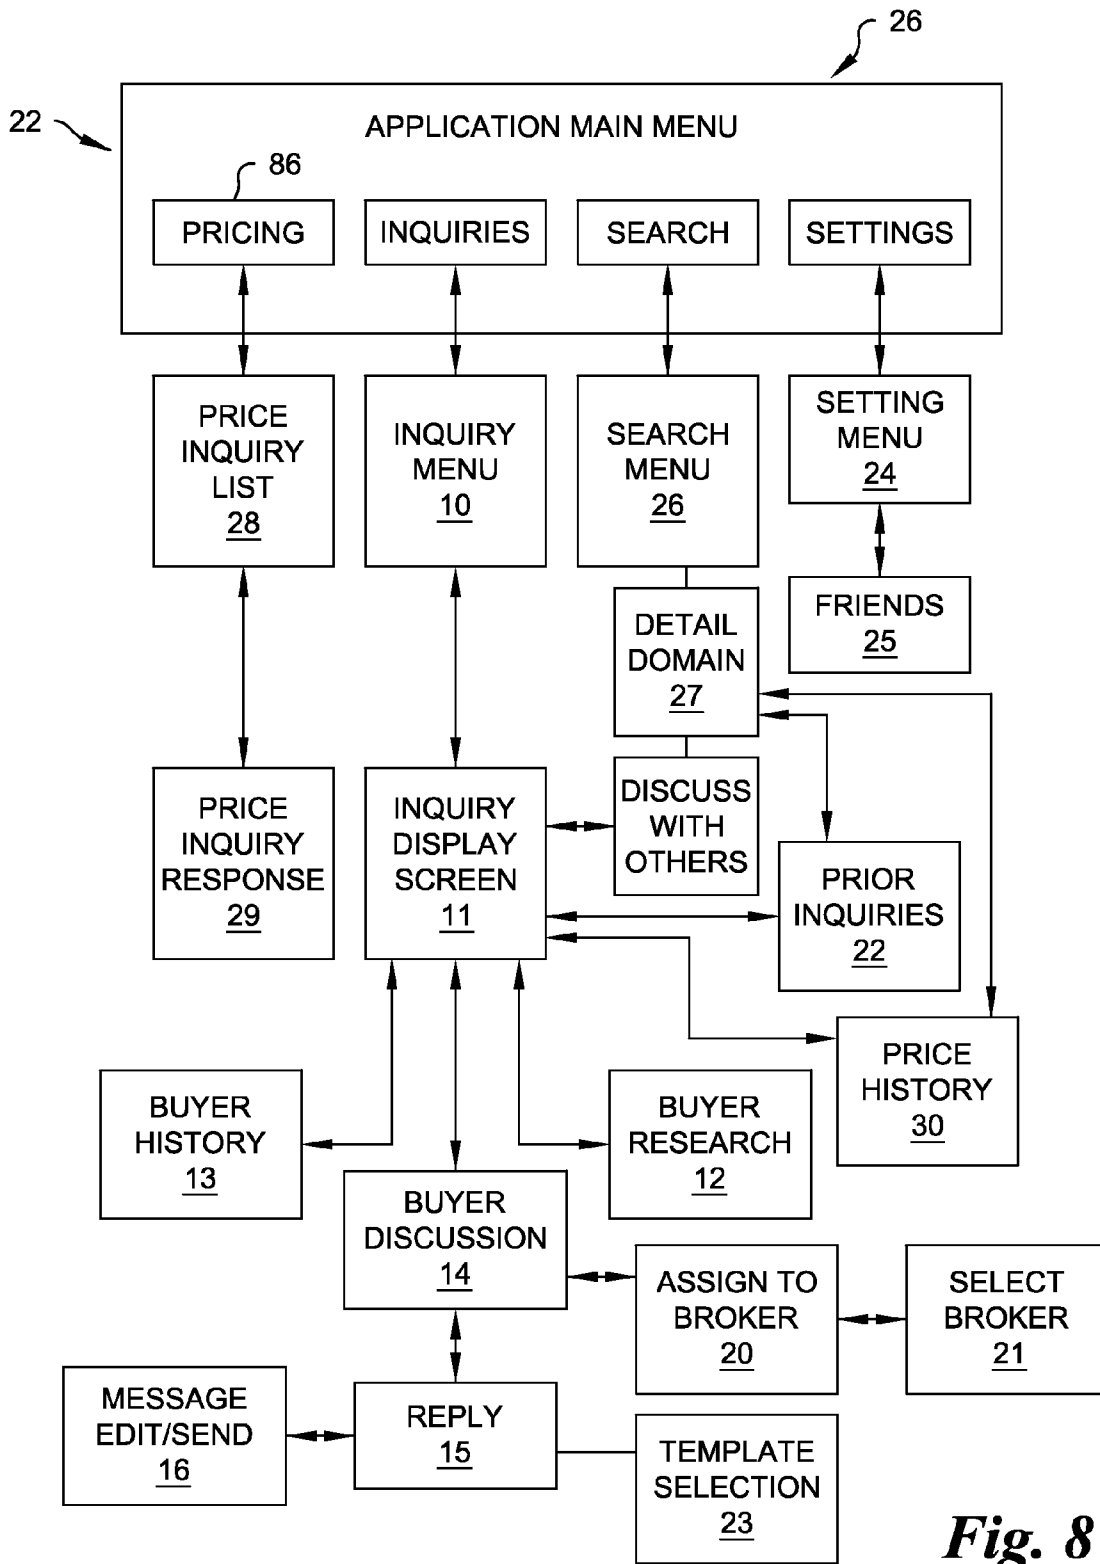 26
22
APPLICATION MAIN MENU
86
PRICING
INQUIRIES
SEARCH
SETTINGS
PRICE
INQUIRY
LIST
28
INQUIRY
MENU
10
SEARCH
MENU
26
SETTING
MENU
24
FRIENDS
25
DETAIL
DOMAIN
27
PRICE
INQUIRY
RESPONSE
29
INQUIRY
DISPLAY
SCREEN
11
DISCUSS
WITH
OTHERS
PRIOR
INQUIRIES
22
PRICE
HISTORY
30
BUYER
HISTORY
13
BUYER
RESEARCH
12
BUYER
DISCUSSION
14
ASSIGN TO
BROKER
20
SELECT
BROKER
21
MESSAGE
EDIT/SEND
16
REPLY
15
TEMPLATE
SELECTION
23
Fig. 8